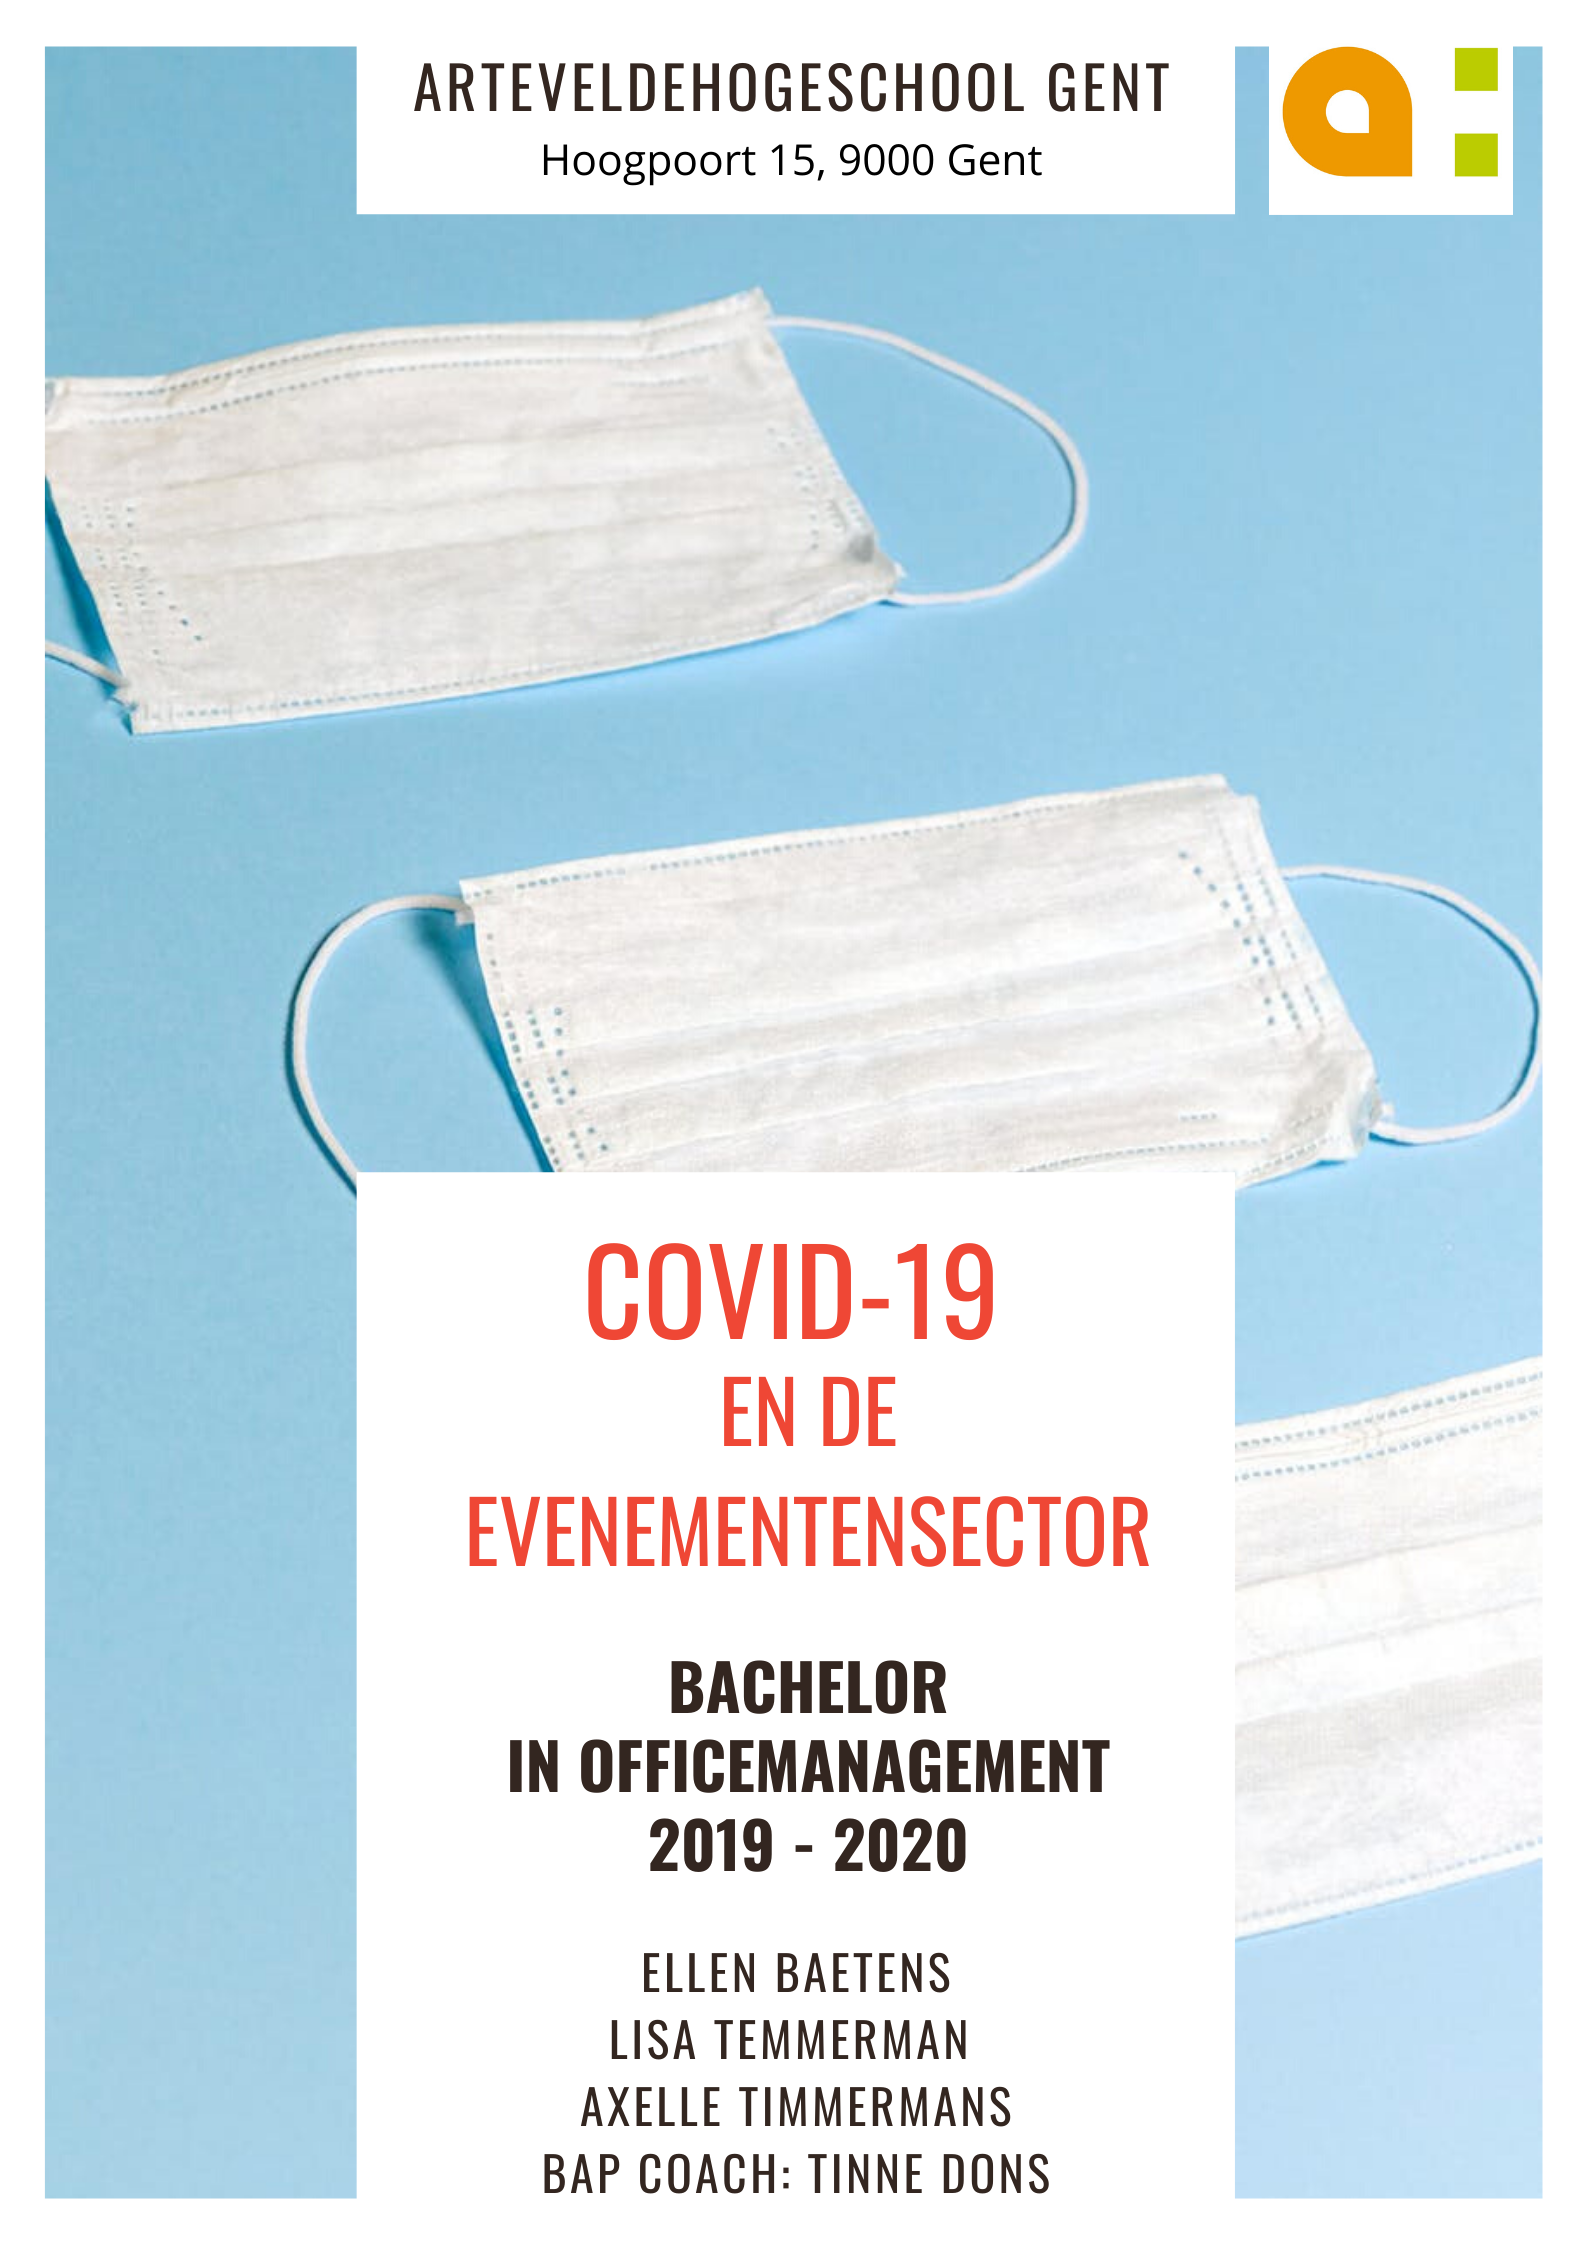 ARTEVELDEHOGESCHOOL GENT
Hoogpoort 15, 9000 Gent
a:
COVID-19
EN DE
EVENEMENTENSECTOR
BACHELOR
IN OFFICEMANAGEMENT
2019 - 2020
ELLEN BAETENS
LISA TEMMERMAN
AXELLE TIMMERMANS
BAP COACH: TINNE DONS